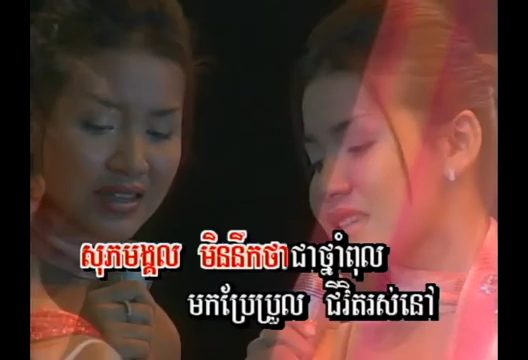 សុភមង្គល មិននឹកថាជាថ្នាំពុល
មកប្រែប្រួល ជីវិតរស់នៅ